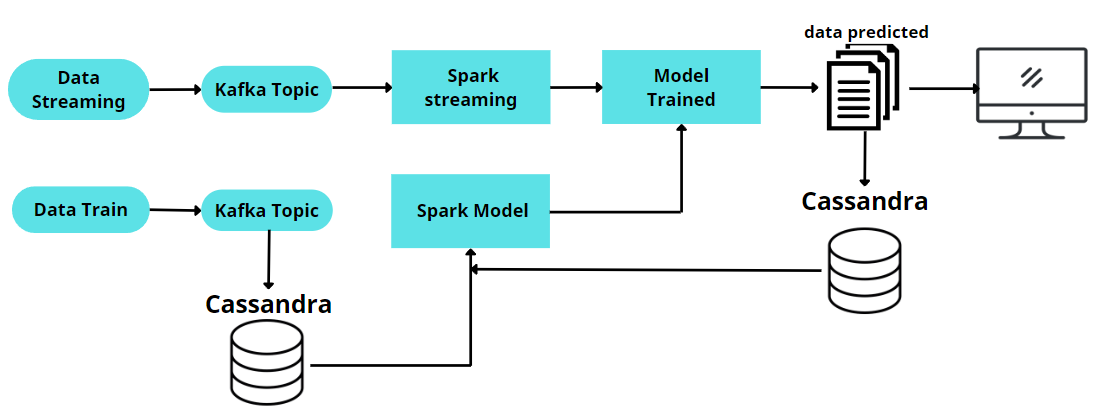 data predicted
Data
Streaming
Kafka Topic
Spark
streaming
Model
Trained
Data Train
Kafka Topic
Spark Model
Cassandra
Cassandra